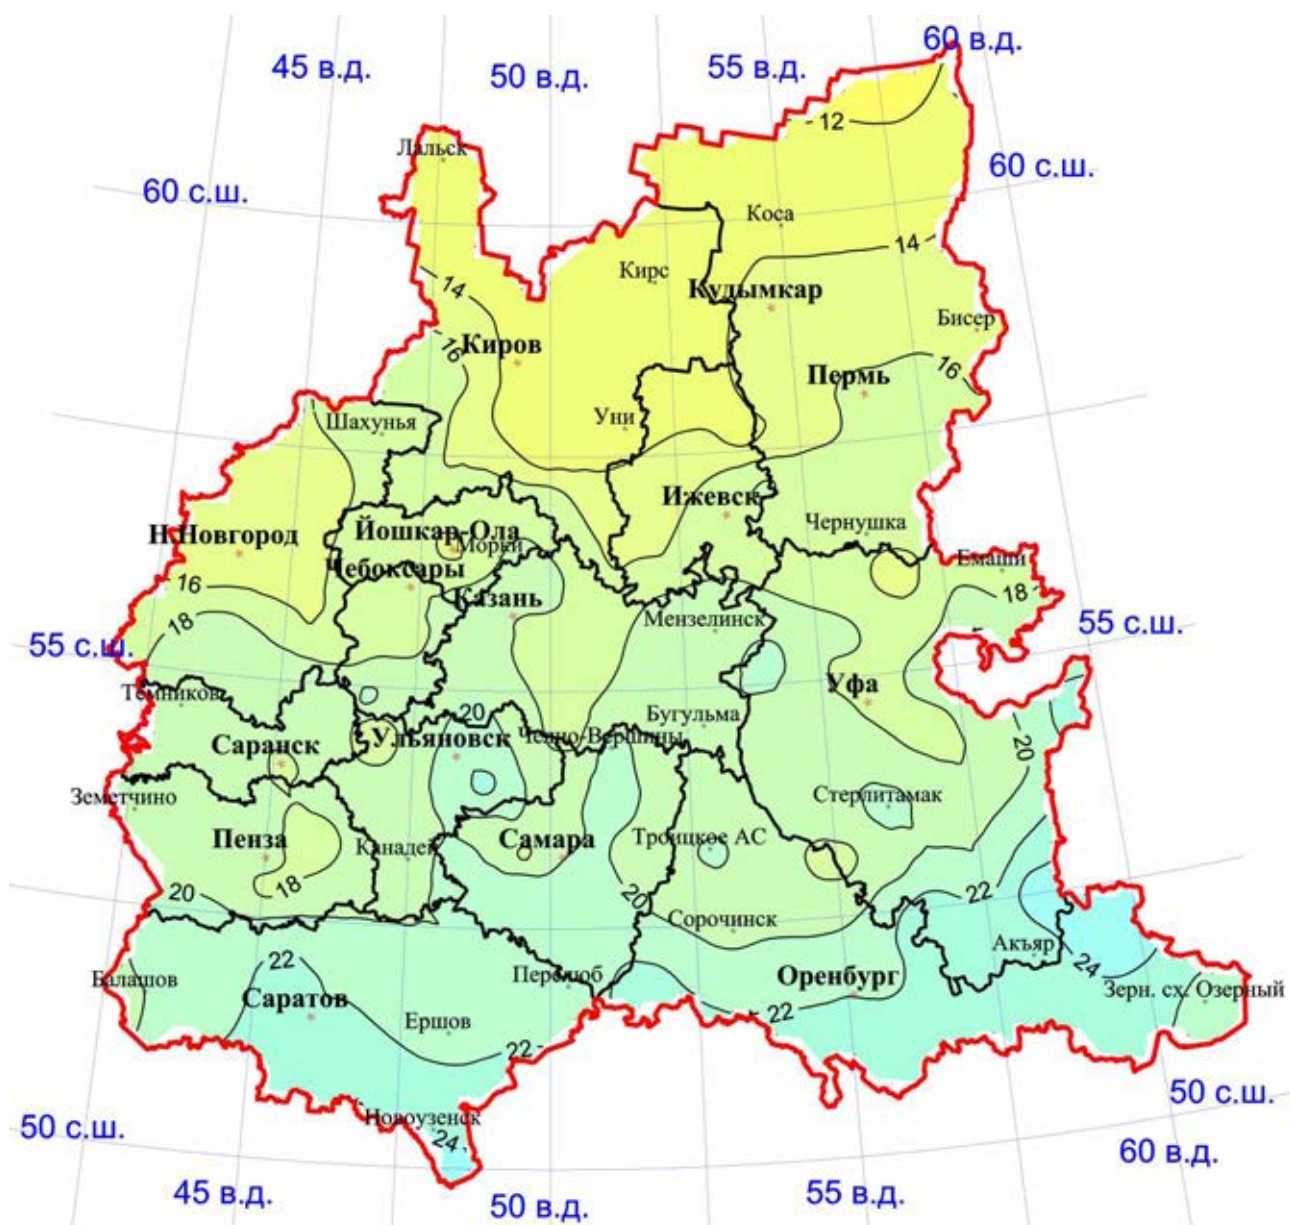 60 в.д.
45 в.д.
50 в.д.
55 в.д.
12
Лальск
60 с.ш.
60 с.ш.
Коса
14
Кирс
14
Кудымкар
Бисер
16
Киров
16
Пермь
Шахунья
Уни
Ижевск
Н.Новгород
Йошкар-Ола
Чернушка
Морки
Емаши
Чебоксары
16
18
Казань
18
Мензелинск
55 с.ш.
55 с.ш.
Темников
Уфа
20
Бугульма
Саранск
Ульяновск
Челно-Вершины
20
Земетчино
Стерлитамак
Пенза
Канадей
Самара
Троицкое АС
18
20
20
22
Сорочинск
Акъяр
22
24
Балашов
Перелюб
Оренбург
Зерн. сх. Озерный
Саратов
Ершов
22
22
50 с.ш.
Новоузенск
50 с.ш.
24
60 в.д.
45 в.д.
50 в.д.
55 в.д.